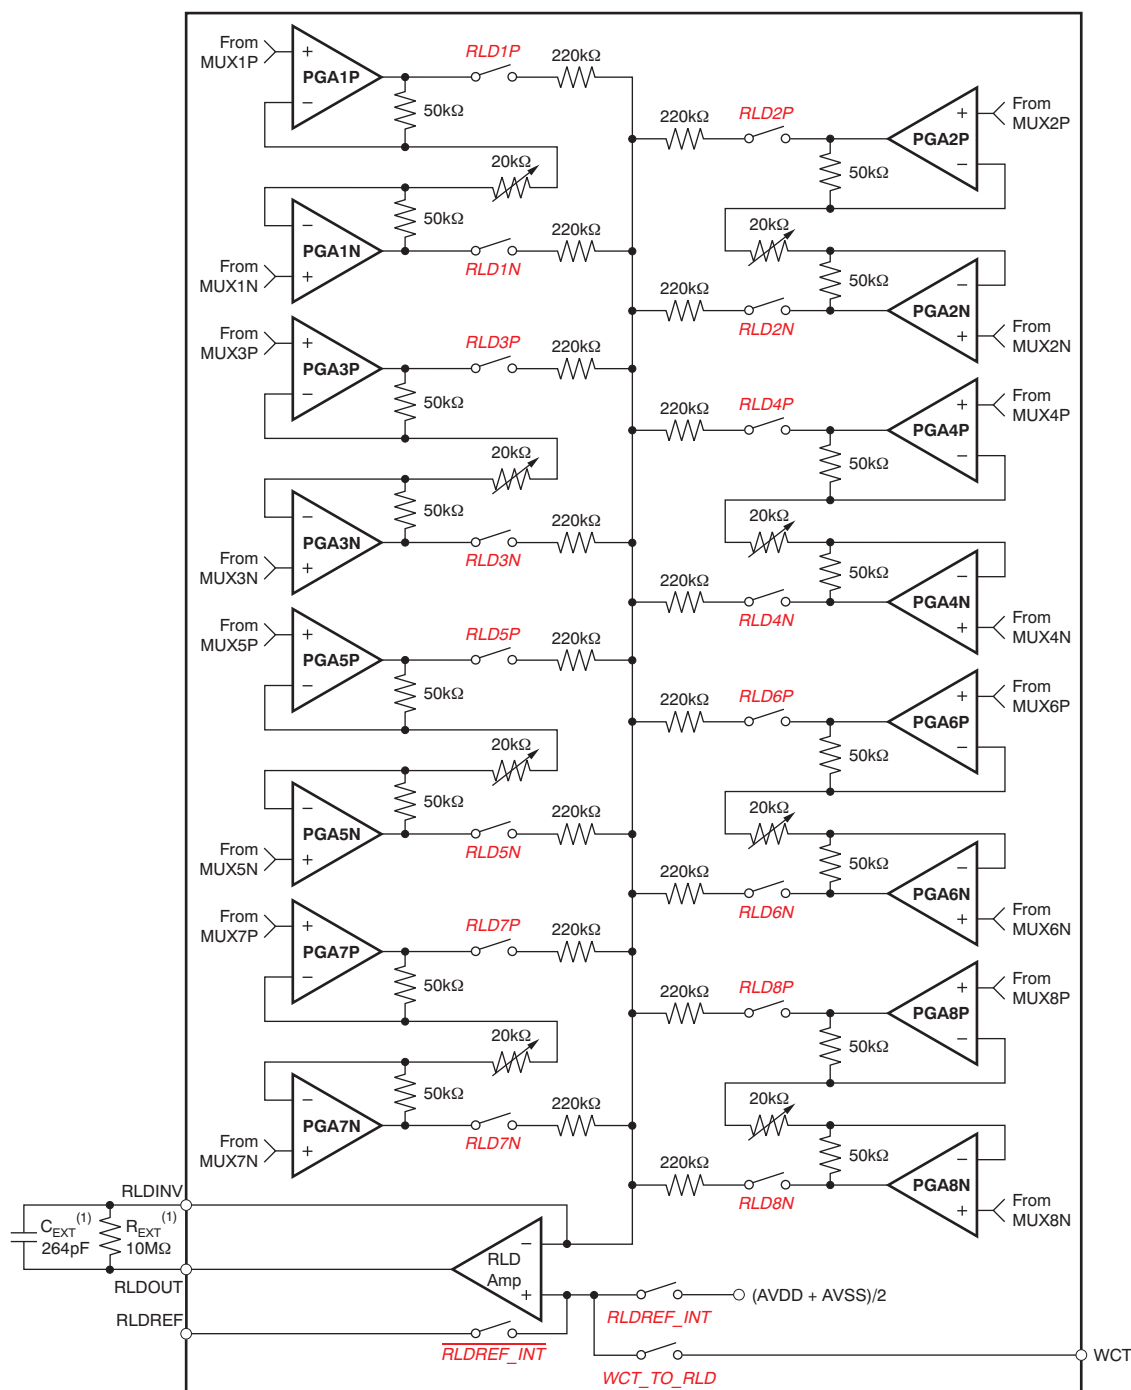 From
MUX1P
+
PGA1P
−
RLD1P
220kΩ
50kΩ
20kΩ
−
PGA1N
+
50kΩ
From
MUX1N
RLD1N
220kΩ
220kΩ
RLD2P
+
PGA2P
−
From
MUX2P
50kΩ
20kΩ
50kΩ
−
PGA2N
+
220kΩ
RLD2N
From
MUX2N
From
MUX3P
+
PGA3P
−
RLD3P
220kΩ
50kΩ
20kΩ
−
PGA3N
+
50kΩ
From
MUX3N
RLD3N
220kΩ
220kΩ
RLD4P
+
PGA4P
−
From
MUX4P
50kΩ
20kΩ
50kΩ
−
PGA4N
+
220kΩ
RLD4N
From
MUX4N
From
MUX5P
+
PGA5P
−
RLD5P
220kΩ
50kΩ
20kΩ
−
PGA5N
+
50kΩ
From
MUX5N
RLD5N
220kΩ
220kΩ
RLD6P
+
PGA6P
−
From
MUX6P
50kΩ
20kΩ
50kΩ
−
PGA6N
+
220kΩ
RLD6N
From
MUX6N
From
MUX7P
+
PGA7P
−
RLD7P
220kΩ
50kΩ
20kΩ
−
PGA7N
+
50kΩ
From
MUX7N
RLD7N
220kΩ
220kΩ
RLD8P
+
PGA8P
−
From
MUX8P
50kΩ
20kΩ
50kΩ
−
PGA8N
+
220kΩ
RLD8N
From
MUX8N
RLDINV
C_EXT (1)
264pF
R_EXT (1)
10MΩ
RLDOUT
RLDREF
−
RLD
Amp
+
RLDREF_INT
(AVDD + AVSS)/2
RLDREF_INT
WCT_TO_RLD
WCT